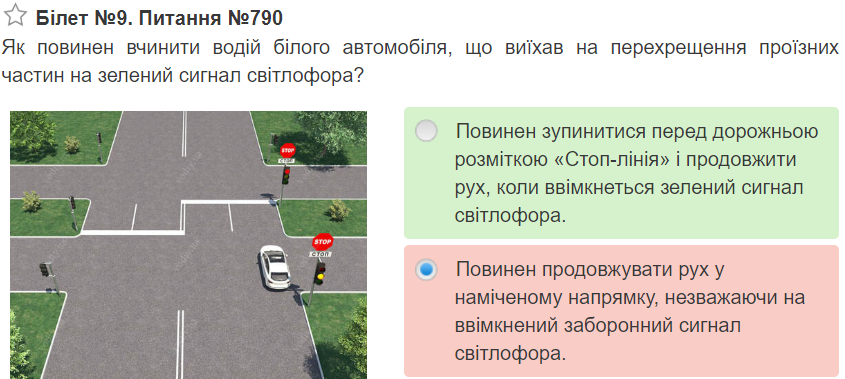 Білет №9. Питання №790
Як повинен вчинити водій білого автомобіля, що виїхав на перехрещення проїзних
частин на зелений сигнал світлофора?
STOP
СТОП
STOP
СТОП
Повинен зупинитися перед дорожньою
розміткою «Стоп-лінія» і продовжити
рух, коли ввімкнеться зелений сигнал
світлофора.
Повинен продовжувати рух у
наміченому напрямку, незважаючи на
ввімкнений заборонний сигнал
світлофора.